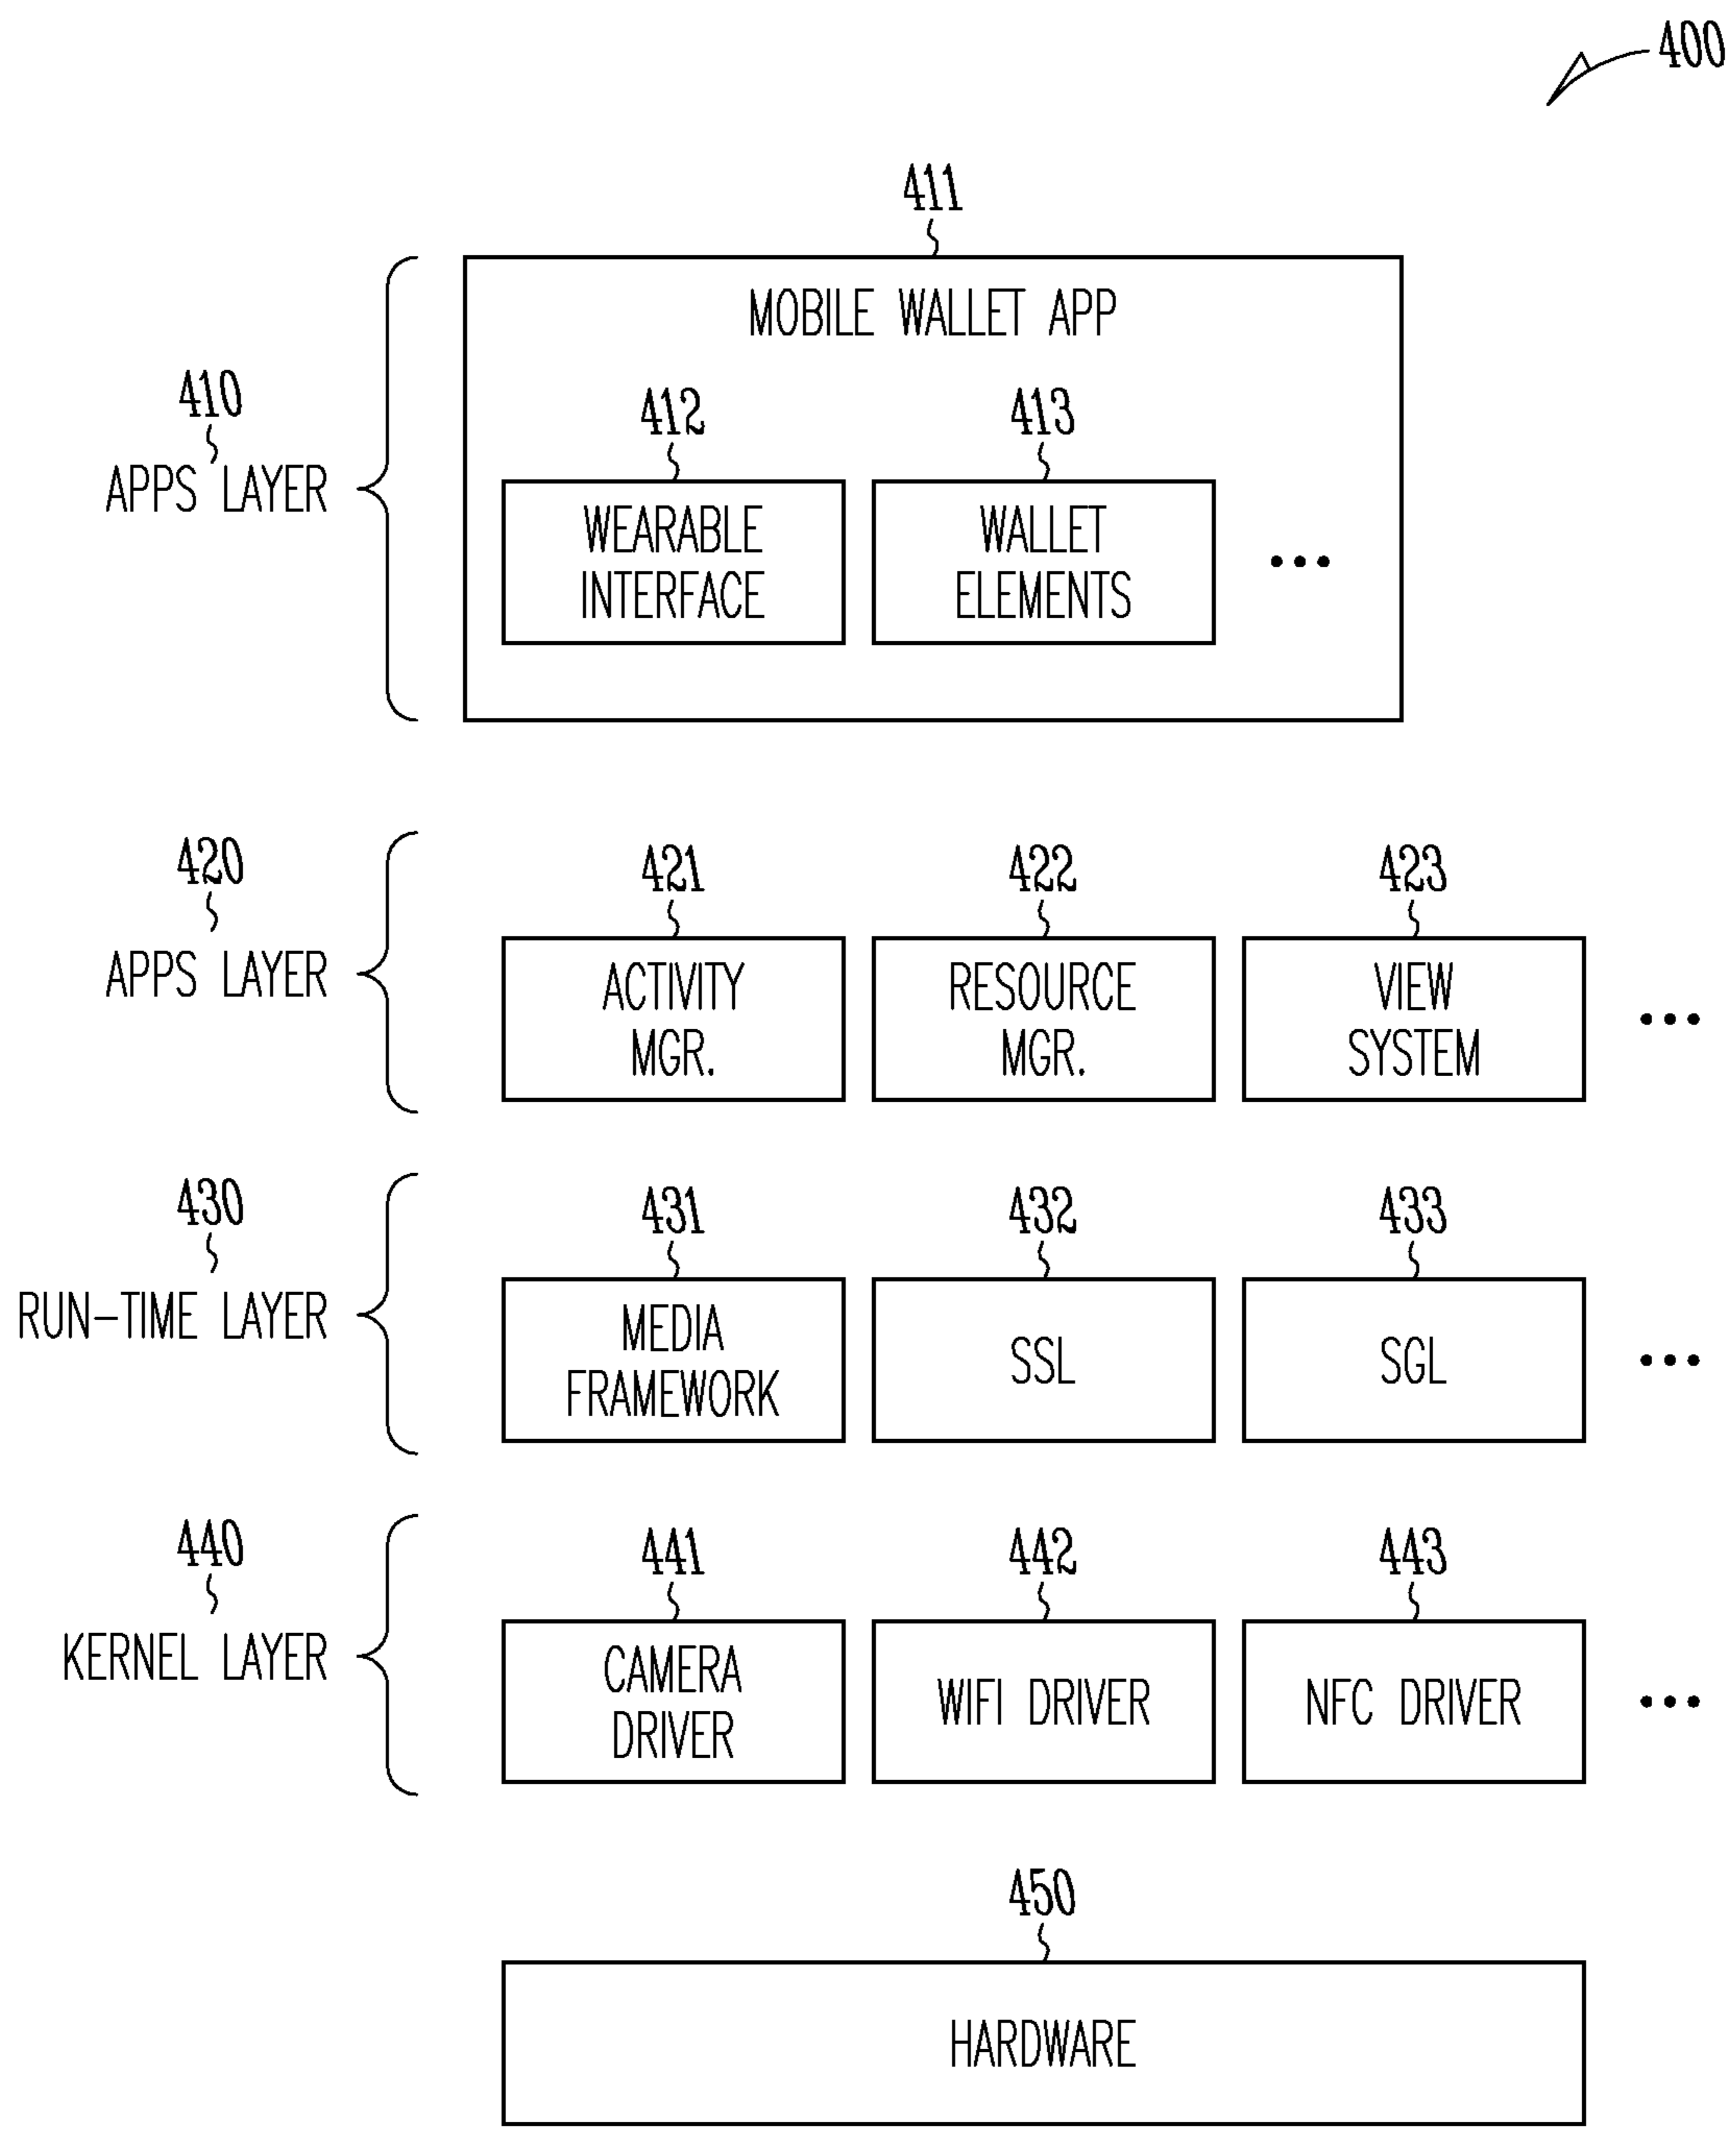 400
411
MOBILE WALLET APP
410
412
413
APPS LAYER
WEARABLE
INTERFACE
WALLET
ELEMENTS
•••
420
421
422
423
APPS LAYER
ACTIVITY
MGR.
RESOURCE
MGR.
VIEW
SYSTEM
•••
430
431
432
433
RUN-TIME LAYER
MEDIA
FRAMEWORK
SSL
SGL
•••
440
441
442
443
KERNEL LAYER
CAMERA
DRIVER
WIFI DRIVER
NFC DRIVER
•••
450
HARDWARE